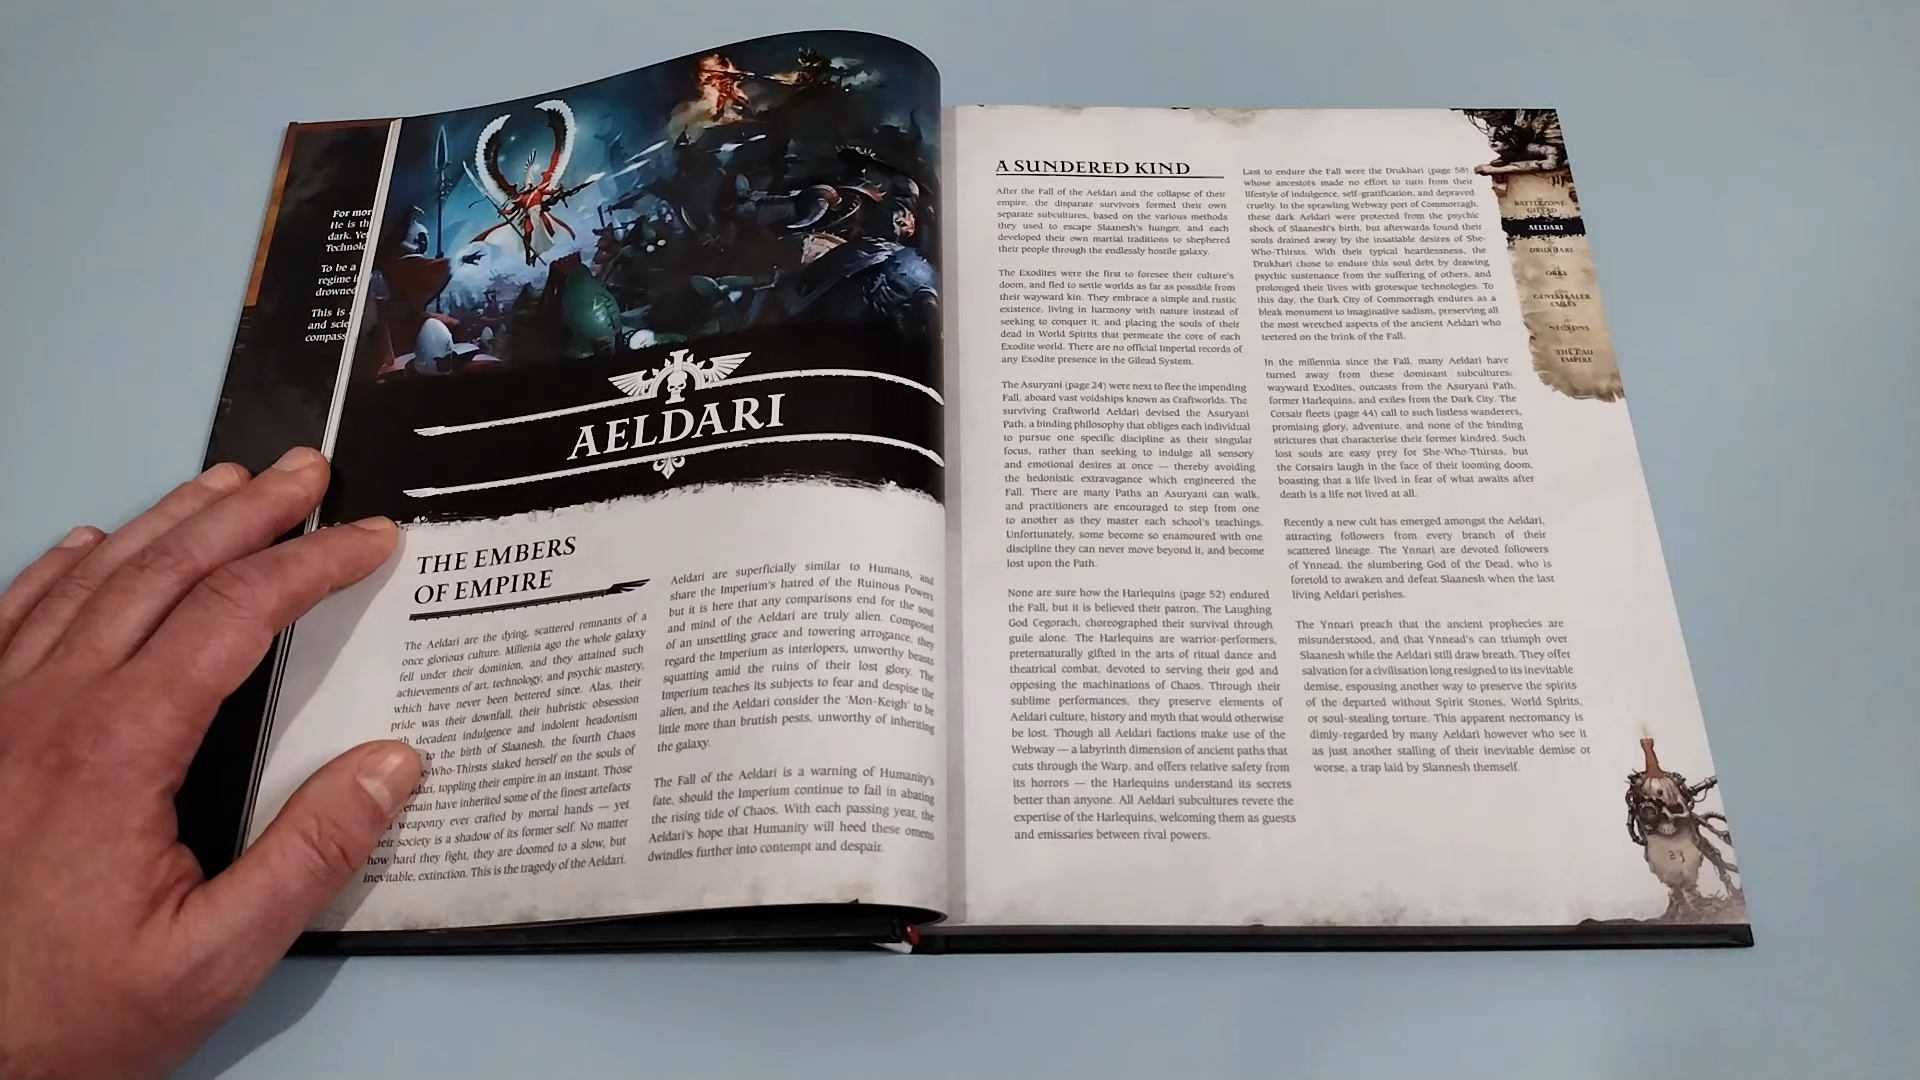 For mor
He is th
dark. Ye
Technolo
To be a
regime i
drowned
This is
and scie
compass
AELDARI
THE EMBERS
OF EMPIRE
The Aeldari are the dying, scattered remnants of a
once glorious culture. Millenia ago the whole galaxy
fell under their dominion, and they attained such
achievements of art, technology, and psychic mastery,
which have never been bettered since. Alas, their
pride was their downfall, their hubristic obsession
with decadent indulgence and indolent headonism
to the birth of Slaanesh, the fourth Chaos
e-Who-Thirsts slaked herself on the souls of
dari, toppling their empire in an instant. Those
emain have inherited some of the finest artefacts
weaponry ever crafted by mortal hands — yet
heir society is a shadow of its former self. No matter
how hard they fight, they are doomed to a slow, but
inevitable, extinction. This is the tragedy of the Aeldari.
Aeldari are superficially similar to Humans, and
share the Imperium's hatred of the Ruinous Powers
but it is here that any comparisons end for the soul
and mind of the Aeldari are truly alien. Composed
of an unsettling grace and towering arrogance, they
regard the Imperium as interlopers, unworthy beasts
squatting amid the ruins of their lost glory. The
Imperium teaches its subjects to fear and despise the
alien, and the Aeldari consider the 'Mon-Keigh' to be
little more than brutish pests, unworthy of inheriting
the galaxy.
The Fall of the Aeldari is a warning of Humanity's
fate, should the Imperium continue to fail in abating
the rising tide of Chaos. With each passing year, the
Aeldari's hope that Humanity will heed these omens
dwindles further into contempt and despair.
A SUNDERED KIND
After the Fall of the Aeldari and the collapse of their
empire, the disparate survivors formed their own
separate subcultures, based on the various methods
they used to escape Slaanesh's hunger, and each
developed their own martial traditions to shephered
their people through the endlessly hostile galaxy.
The Exodites were the first to foresee their culture's
doom, and fled to settle worlds as far as possible from
their wayward kin. They embrace a simple and rustic
existence, living in harmony with nature instead of
seeking to conquer it, and placing the souls of their
dead in World Spirits that permeate the core of each
Exodite world. There are no official Imperial records of
any Exodite presence in the Gilead System.
The Asuryani (page 24) were next to flee the impending
Fall, aboard vast voidships known as Craftworlds. The
surviving Craftworld Aeldari devised the Asuryani
Path, a binding philosophy that obliges each individual
to pursue one specific discipline as their singular
focus, rather than seeking to indulge all sensory
and emotional desires at once — thereby avoiding
the hedonistic extravagance which engineered the
Fall. There are many Paths an Asuryani can walk,
and practitioners are encouraged to step from one
to another as they master each school's teachings.
Unfortunately, some become so enamoured with one
discipline they can never move beyond it, and become
lost upon the Path.
None are sure how the Harlequins (page 52) endured
the Fall, but it is believed their patron, The Laughing
God Cegorach, choreographed their survival through
guile alone. The Harlequins are warrior-performers,
preternaturally gifted in the arts of ritual dance and
theatrical combat, devoted to serving their god and
opposing the machinations of Chaos. Through their
sublime performances, they preserve elements of
Aeldari culture, history and myth that would otherwise
be lost. Though all Aeldari factions make use of the
Webway — a labyrinth dimension of ancient paths that
cuts through the Warp, and offers relative safety from
its horrors — the Harlequins understand its secrets
better than anyone. All Aeldari subcultures revere the
expertise of the Harlequins, welcoming them as guests
and emissaries between rival powers.
Last to endure the Fall were the Drukhari (page 58),
whose ancestors made no effort to turn from their
lifestyle of indulgence, self-gratification, and depraved
cruelty. In the sprawling Webway port of Commorragh,
these dark Aeldari were protected from the psychic
shock of Slaanesh's birth, but afterwards found their
souls drained away by the insatiable desires of She-
Who-Thirsts. With their typical heartlessness, the
Drukhari chose to endure this soul debt by drawing
psychic sustenance from the suffering of others, and
prolonged their lives with grotesque technologies. To
this day, the Dark City of Commorragh endures as a
bleak monument to imaginative sadism, preserving all
the most wretched aspects of the ancient Aeldari who
teetered on the brink of the Fall.
In the millennia since the Fall, many Aeldari have
turned away from these dominant subcultures:
wayward Exodites, outcasts from the Asuryani Path,
former Harlequins, and exiles from the Dark City. The
Corsair fleets (page 44) call to such listless wanderers,
promising glory, adventure, and none of the binding
strictures that characterise their former kindred. Such
lost souls are easy prey for She-Who-Thirsts, but
the Corsairs laugh in the face of their looming doom,
boasting that a life lived in fear of what awaits after
death is a life not lived at all.
Recently a new cult has emerged amongst the Aeldari,
attracting followers from every branch of their
scattered lineage. The Ynnari are devoted followers
of Ynnead, the slumbering God of the Dead, who is
foretold to awaken and defeat Slaanesh when the last
living Aeldari perishes.
The Ynnari preach that the ancient prophecies are
misunderstood, and that Ynnead's can triumph over
Slaanesh while the Aeldari still draw breath. They offer
salvation for a civilisation long resigned to its inevitable
demise, espousing another way to preserve the spirits
of the departed without Spirit Stones, World Spirits,
or soul-stealing torture. This apparent necromancy is
dimly-regarded by many Aeldari however who see it
as just another stalling of their inevitable demise or
worse, a trap laid by Slannesh themself.
BATTLEZONE
GILEAD
AELDARI
DRUKHARI
ORKS
GENESTEALER
CULTS
NECRONS
THE T'AU
EMPIRE
23